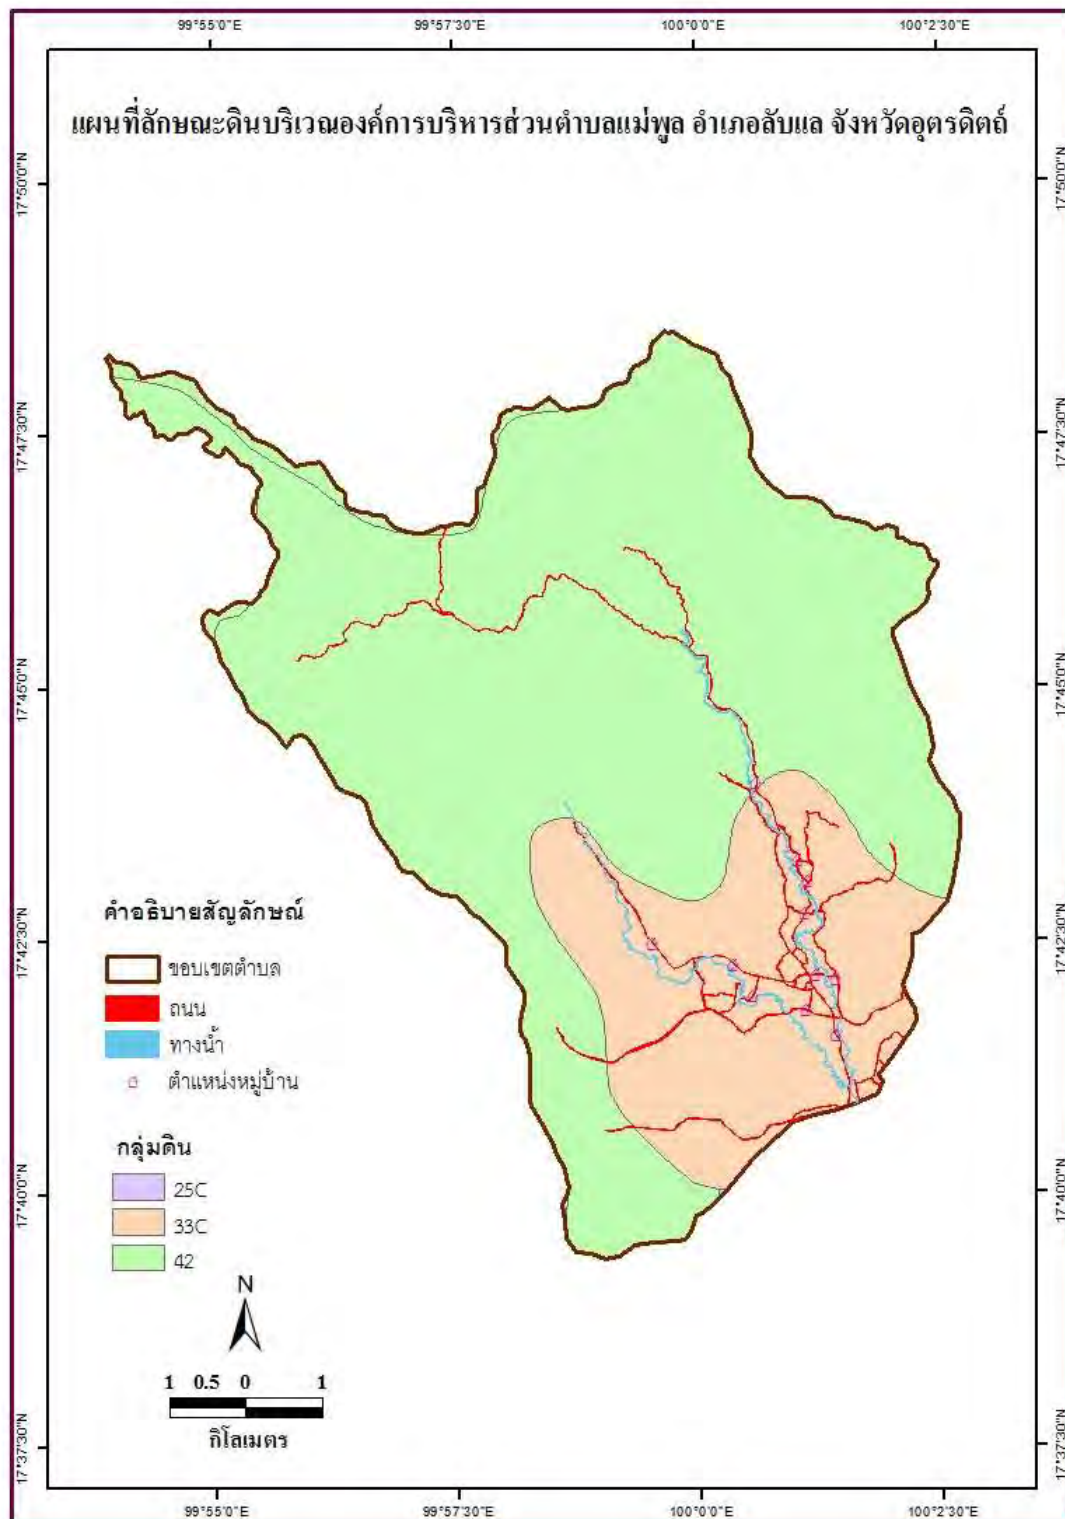 99°55'0"E 99°57'30"E 100°0'0"E 100°2'30"E
แผนที่ลักษณะดินบริเวณองค์การบริหารส่วนตำบลแม่พูล อำเภอลับแล จังหวัดอุตรดิตถ์
17°50'0"N 17°50'0"N
17°47'30"N 17°47'30"N
17°45'0"N 17°45'0"N
17°42'30"N 17°42'30"N
17°40'0"N 17°40'0"N
17°37'30"N 17°37'30"N
คำอธิบายสัญลักษณ์
ขอบเขตตำบล
ถนน
ทางน้ำ
ตำแหน่งหมู่บ้าน
กลุ่มดิน
25C
33C
42
N
1 0.5 0 1
กิโลเมตร
99°55'0"E 99°57'30"E 100°0'0"E 100°2'30"E